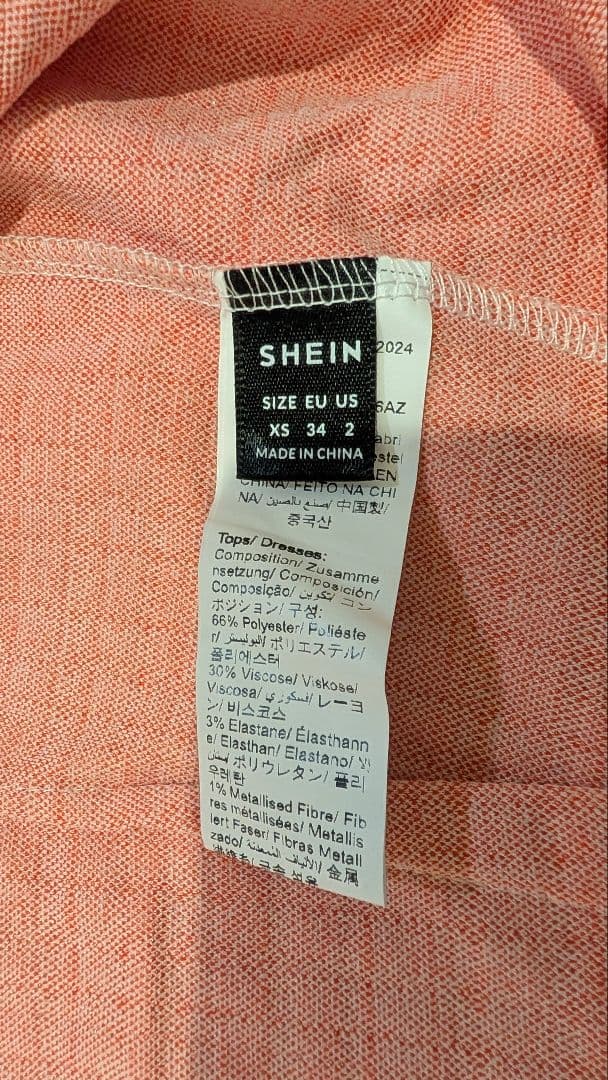 SHEIN
SIZE EU US
XS 34 2
MADE IN CHINA
2024
6AZ
CHINA/ FEITO NA CHI
NA/ صنع بالصين/ 中国製/
중국산
Tops/ Dresses:
Composition/ Zusamme
nsetzung/ Composición/
Composição/ تكوين/ コン
ポジション/ 구성:
66% Polyester/ Poliéste
r/ البوليستر/ ポリエステル/
폴리에스터
30% Viscose/ Viskose/
Viscosa/ فسكوزي/ レーヨ
ン/ 비스코스
3% Elastane/ Élasthann
e/ Elasthan/ Elastano/
ポリウレタン/ 폴리
우레탄
1% Metallised Fibre/ Fib
res métallisées/ Metallis
iert Faser/ Fibras Metali
zado/ الألياف المعدنية/ 金属